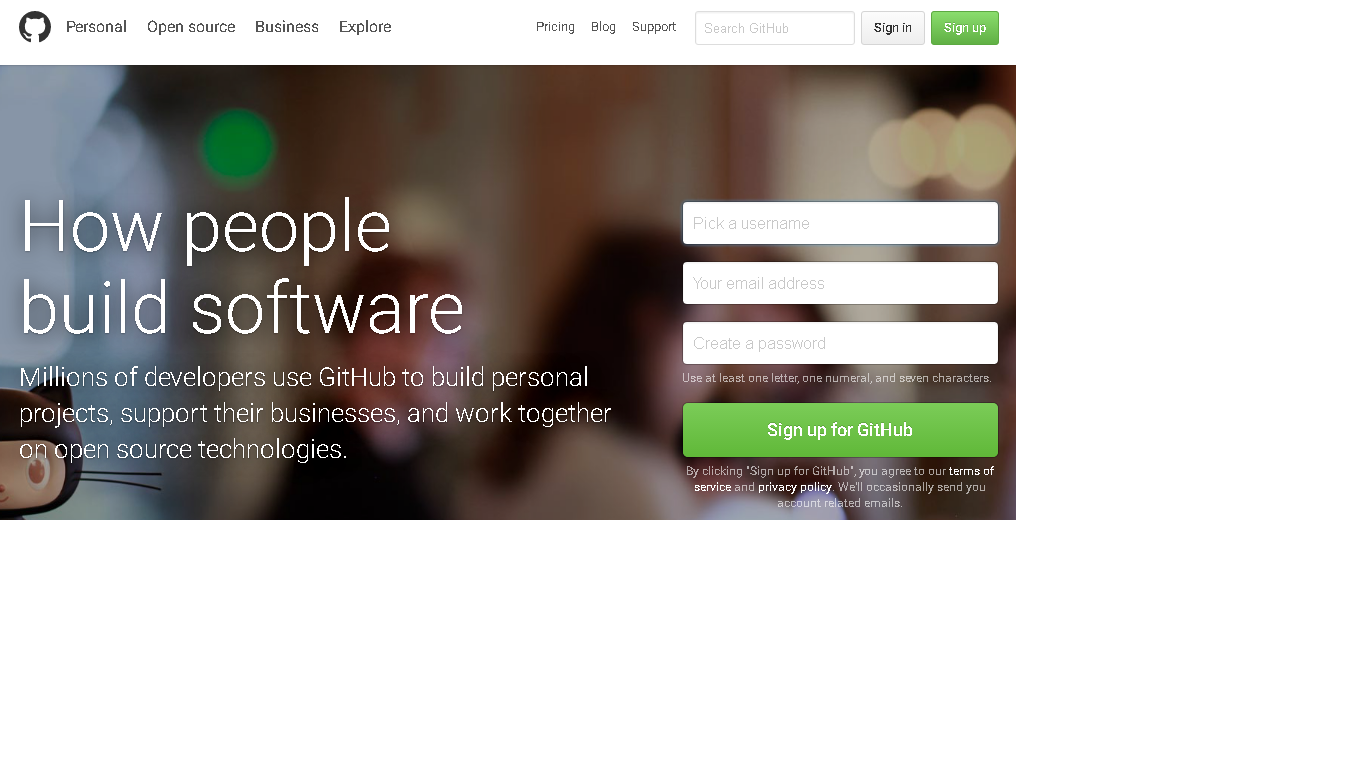 Personal Open source Business Explore Pricing Blog Support Search GitHub Sign in Sign up
How people
build software
Millions of developers use GitHub to build personal
projects, support their businesses, and work together
on open source technologies.
Pick a username
Your email address
Create a password
Use at least one letter, one numeral, and seven characters.
Sign up for GitHub
By clicking "Sign up for GitHub", you agree to our terms of
service and privacy policy. We'll occasionally send you
account related emails.